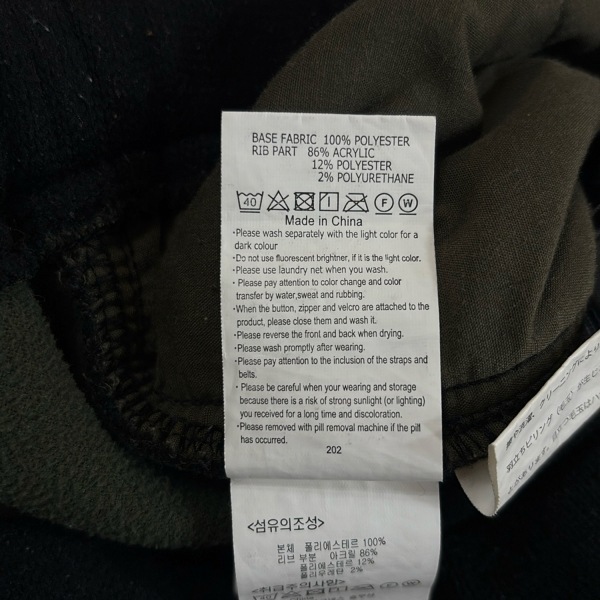 BASE FABRIC 100% POLYESTER
RIB PART 86% ACRYLIC
12% POLYESTER
2% POLYURETHANE
40 F W
Made in China
・Please wash separately with the light color for a
dark colour
・Do not use fluorescent brightner, if it is the light color.
・Please use laundry net when you wash.
・Please pay attention to color change and color
transfer by water,sweat and rubbing.
・When the button, zipper and velcro are attached to the
product, please close them and wash it.
・Please reverse the front and back when drying.
・Please wash promptly after wearing.
・Please pay attention to the inclusion of the straps and
belts.
・Please be careful when your wearing and storage
because there is a risk of strong sunlight (or lighting)
you received for a long time and discoloration.
・Please removed with pill removal machine if the pill
has occurred.
202
<섬유의조성>
본체 폴리에스테르 100%
리브 부분 아크릴 86%
폴리에스테르 12%
폴리우레탄 2%
<취급주의사항>